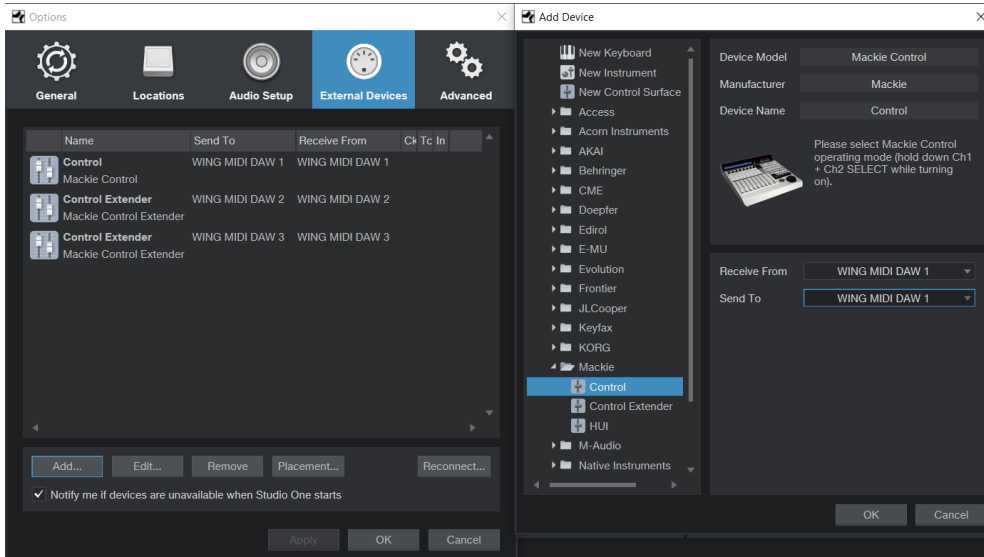 Options
General
Locations
Audio Setup
External Devices
Advanced
Name Send To Receive From Ck Tc In
Control WING MIDI DAW 1 WING MIDI DAW 1
Mackie Control
Control Extender WING MIDI DAW 2 WING MIDI DAW 2
Mackie Control Extender
Control Extender WING MIDI DAW 3 WING MIDI DAW 3
Mackie Control Extender
Add... Edit... Remove Placement... Reconnect...
Notify me if devices are unavailable when Studio One starts
Apply OK Cancel
Add Device
New Keyboard
New Instrument
New Control Surface
Access
Acorn Instruments
AKAI
Behringer
CME
Doepfer
Edirol
E-MU
Evolution
Frontier
JLCooper
Keyfax
KORG
Mackie
Control
Control Extender
HUI
M-Audio
Native Instruments
Device Model Mackie Control
Manufacturer Mackie
Device Name Control
Please select Mackie Control
operating mode (hold down Ch1
+ Ch2 SELECT while turning
on).
Receive From WING MIDI DAW 1
Send To WING MIDI DAW 1
OK Cancel